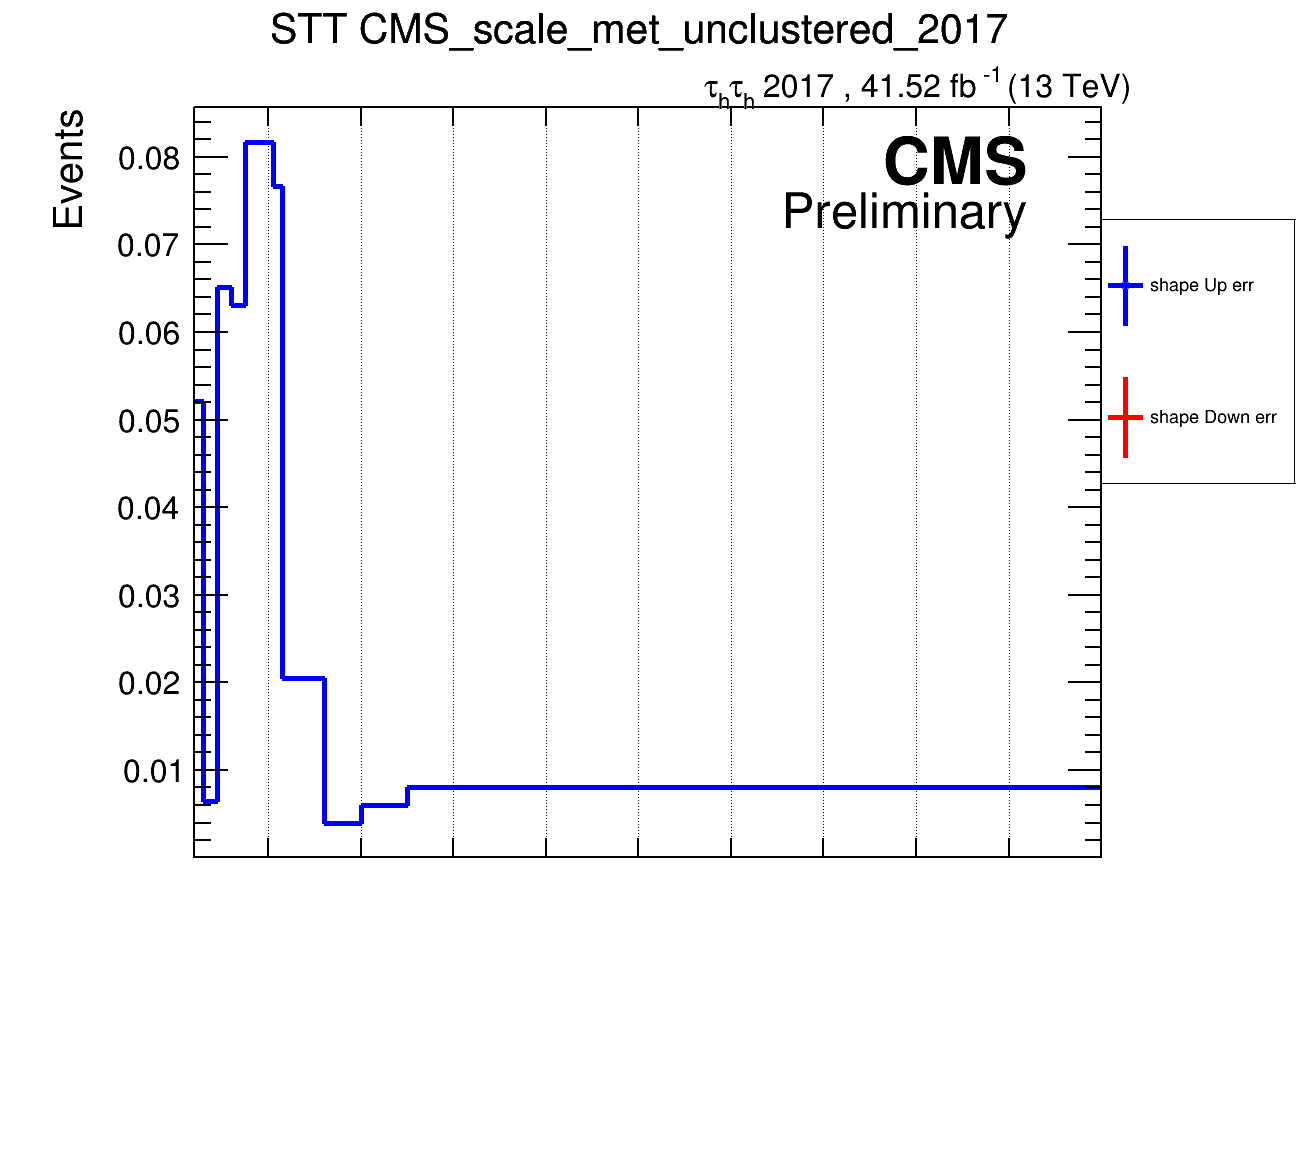 STT CMS_scale_met_unclustered_2017
τhτh 2017 , 41.52 fb -1 (13 TeV)
Events
CMS
Preliminary
0.08
0.07
0.06
0.05
0.04
0.03
0.02
0.01
shape Up err
shape Down err